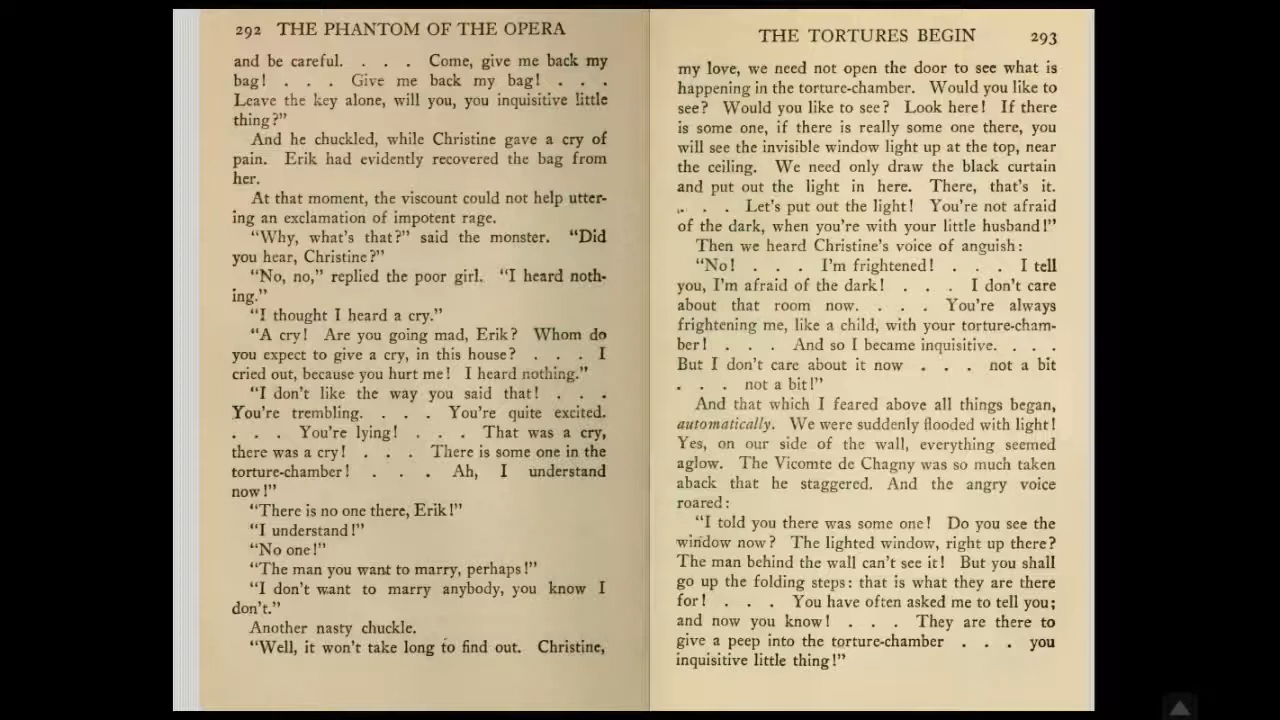 292 THE PHANTOM OF THE OPERA
and be careful. . . . Come, give me back my
bag! . . . Give me back my bag! . . .
Leave the key alone, will you, you inquisitive little
thing?"
And he chuckled, while Christine gave a cry of
pain. Erik had evidently recovered the bag from
her.
At that moment, the viscount could not help utter-
ing an exclamation of impotent rage.
"Why, what's that?" said the monster. "Did
you hear, Christine?"
"No, no," replied the poor girl. "I heard noth-
ing."
"I thought I heard a cry."
"A cry! Are you going mad, Erik? Whom do
you expect to give a cry, in this house? . . . I
cried out, because you hurt me! I heard nothing."
"I don't like the way you said that! . . .
You're trembling. . . . You're quite excited.
. . . You're lying! . . . That was a cry,
there was a cry! . . . There is some one in the
torture-chamber! . . . Ah, I understand
now!"
"There is no one there, Erik!"
"I understand!"
"No one!"
"The man you want to marry, perhaps!"
"I don't want to marry anybody, you know I
don't."
Another nasty chuckle.
"Well, it won't take long to find out. Christine,
THE TORTURES BEGIN 293
my love, we need not open the door to see what is
happening in the torture-chamber. Would you like to
see? Would you like to see? Look here! If there
is some one, if there is really some one there, you
will see the invisible window light up at the top, near
the ceiling. We need only draw the black curtain
and put out the light in here. There, that's it.
. . . Let's put out the light! You're not afraid
of the dark, when you're with your little husband!"
Then we heard Christine's voice of anguish:
"No! . . . I'm frightened! . . . I tell
you, I'm afraid of the dark! . . . I don't care
about that room now. . . . You're always
frightening me, like a child, with your torture-cham-
ber! . . . And so I became inquisitive. . . .
But I don't care about it now . . . not a bit
. . . not a bit!"
And that which I feared above all things began,
automatically. We were suddenly flooded with light!
Yes, on our side of the wall, everything seemed
aglow. The Vicomte de Chagny was so much taken
aback that he staggered. And the angry voice
roared:
"I told you there was some one! Do you see the
window now? The lighted window, right up there?
The man behind the wall can't see it! But you shall
go up the folding steps: that is what they are there
for! . . . You have often asked me to tell you;
and now you know! . . . They are there to
give a peep into the torture-chamber . . . you
inquisitive little thing!"